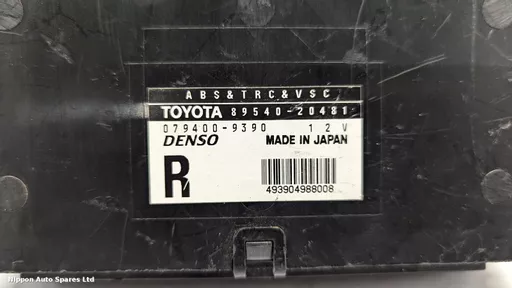 ABS&TRC&VSC
TOYOTA 89540-20481
079400-9390 12V
DENSO MADE IN JAPAN
R
493904988008
Nippon Auto Spares Ltd